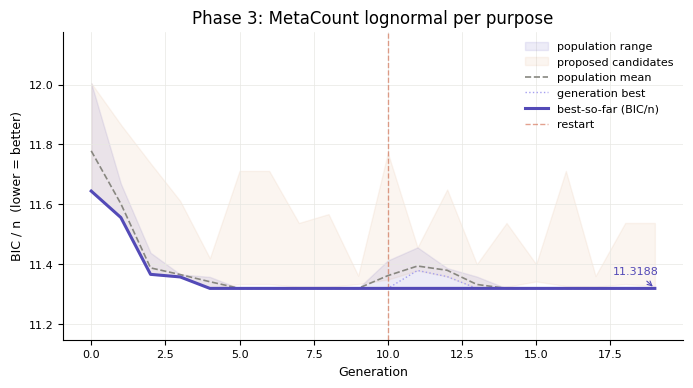 Phase 3: MetaCount lognormal per purpose
BIC / n  (lower = better)
12.0
11.8
11.6
11.4
11.2
population range
proposed candidates
population mean
generation best
best-so-far (BIC/n)
restart
11.3188
0.0 2.5 5.0 7.5 10.0 12.5 15.0 17.5
Generation